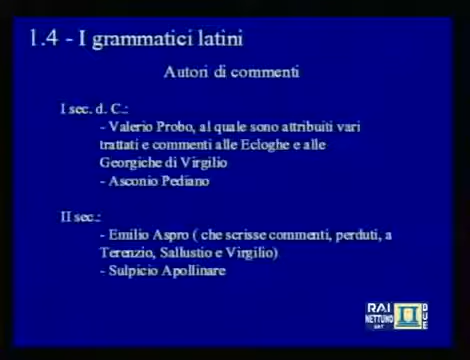 1.4 - I grammatici latini
Autori di commenti
I sec. d. C.:
- Valerio Probo, al quale sono attribuiti vari
trattati e commenti alle Ecloghe e alle
Georgiche di Virgilio
- Asconio Pediano
II sec.:
- Emilio Aspro ( che scrisse commenti, perduti, a
Terenzio, Sallustio e Virgilio)
- Sulpicio Apollinare
RAI
NETTUNO
SAT
DUE